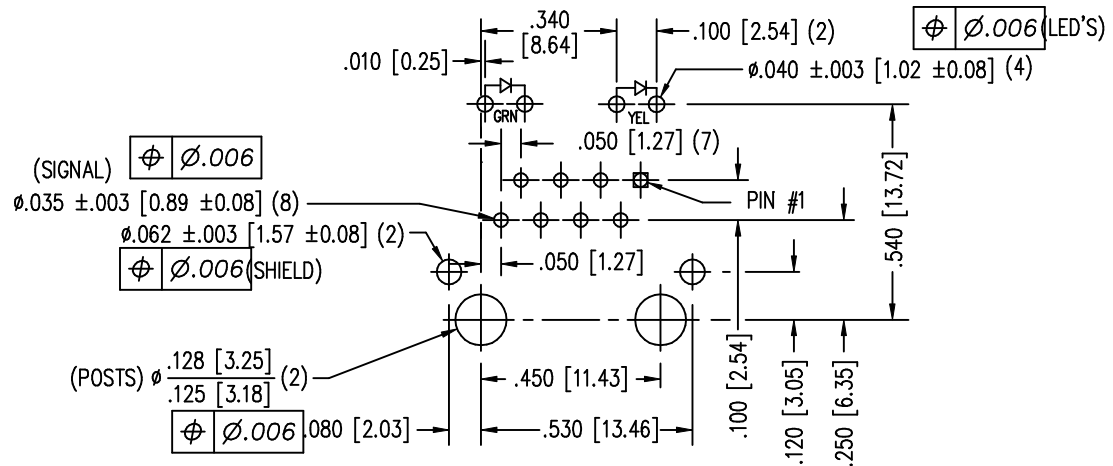 .340
[8.64]
.100 [2.54] (2)
⌖ Ø.006 (LED'S)
.010 [0.25]
Ø.040 ±.003 [1.02 ±0.08] (4)
GRN
YEL
.050 [1.27] (7)
(SIGNAL)
⌖ Ø.006
Ø.035 ±.003 [0.89 ±0.08] (8)
PIN #1
.540 [13.72]
Ø.062 ±.003 [1.57 ±0.08] (2)
⌖ Ø.006 (SHIELD)
.050 [1.27]
(POSTS) Ø .128 [3.25]
.125 [3.18] (2)
⌖ Ø.006
.080 [2.03]
.450 [11.43]
.530 [13.46]
.100 [2.54]
.120 [3.05]
.250 [6.35]